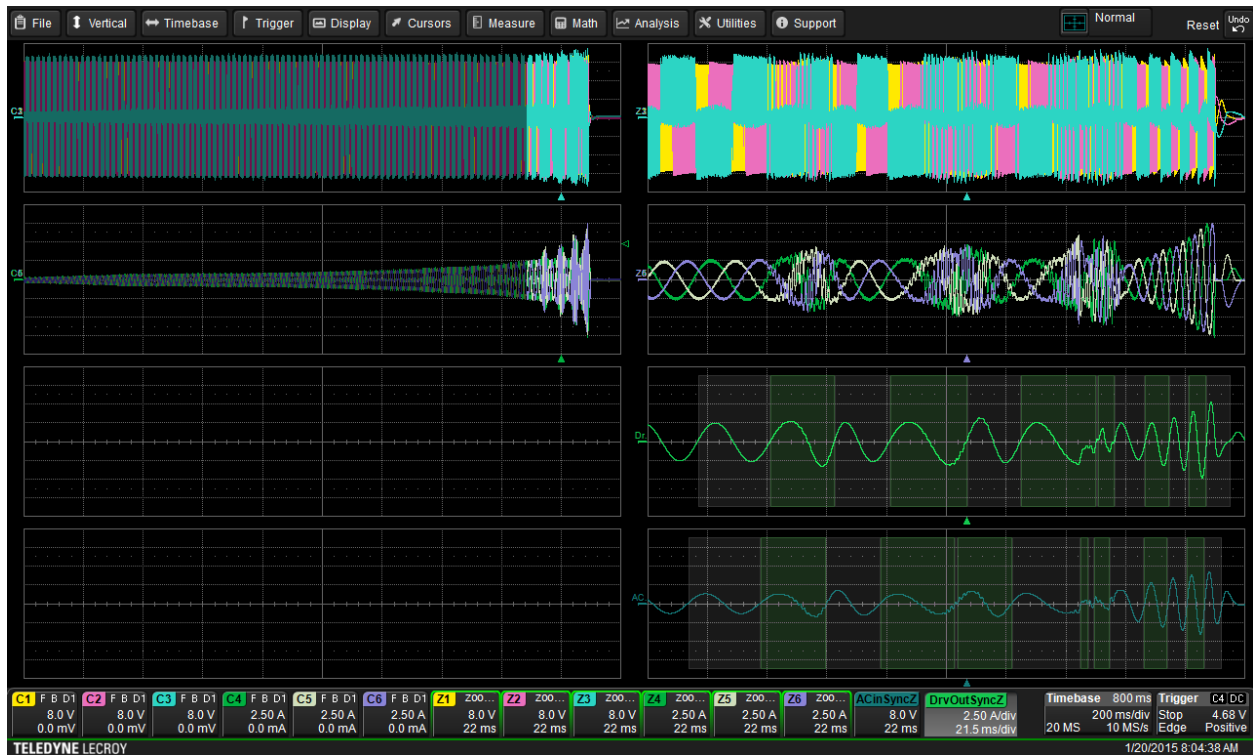 File Vertical Timebase Trigger Display Cursors Measure Math Analysis Utilities Support Normal Reset Undo
Z6
Dr.
AC
C1 F B D1 C2 F B D1 C3 F B D1 C4 F B D1 C5 F B D1 C6 F B D1 Z1 zoo... Z2 zoo... Z3 zoo... Z4 zoo... Z5 zoo... Z6 zoo... ACinSyncZ DrvOutSyncZ Timebase 800 ms Trigger C4 DC
8.0 V 8.0 V 8.0 V 2.50 A 2.50 A 2.50 A 8.0 V 8.0 V 8.0 V 2.50 A 2.50 A 2.50 A 8.0 V 2.50 A/div 200 ms/div Stop 4.68 V
0.0 mV 0.0 mV 0.0 mV 0.0 mA 0.0 mA 0.0 mA 22 ms 22 ms 22 ms 22 ms 22 ms 22 ms 22 ms 21.5 ms/div 20 MS 10 MS/s Edge Positive
TELEDYNE LECROY 1/20/2015 8:04:38 AM